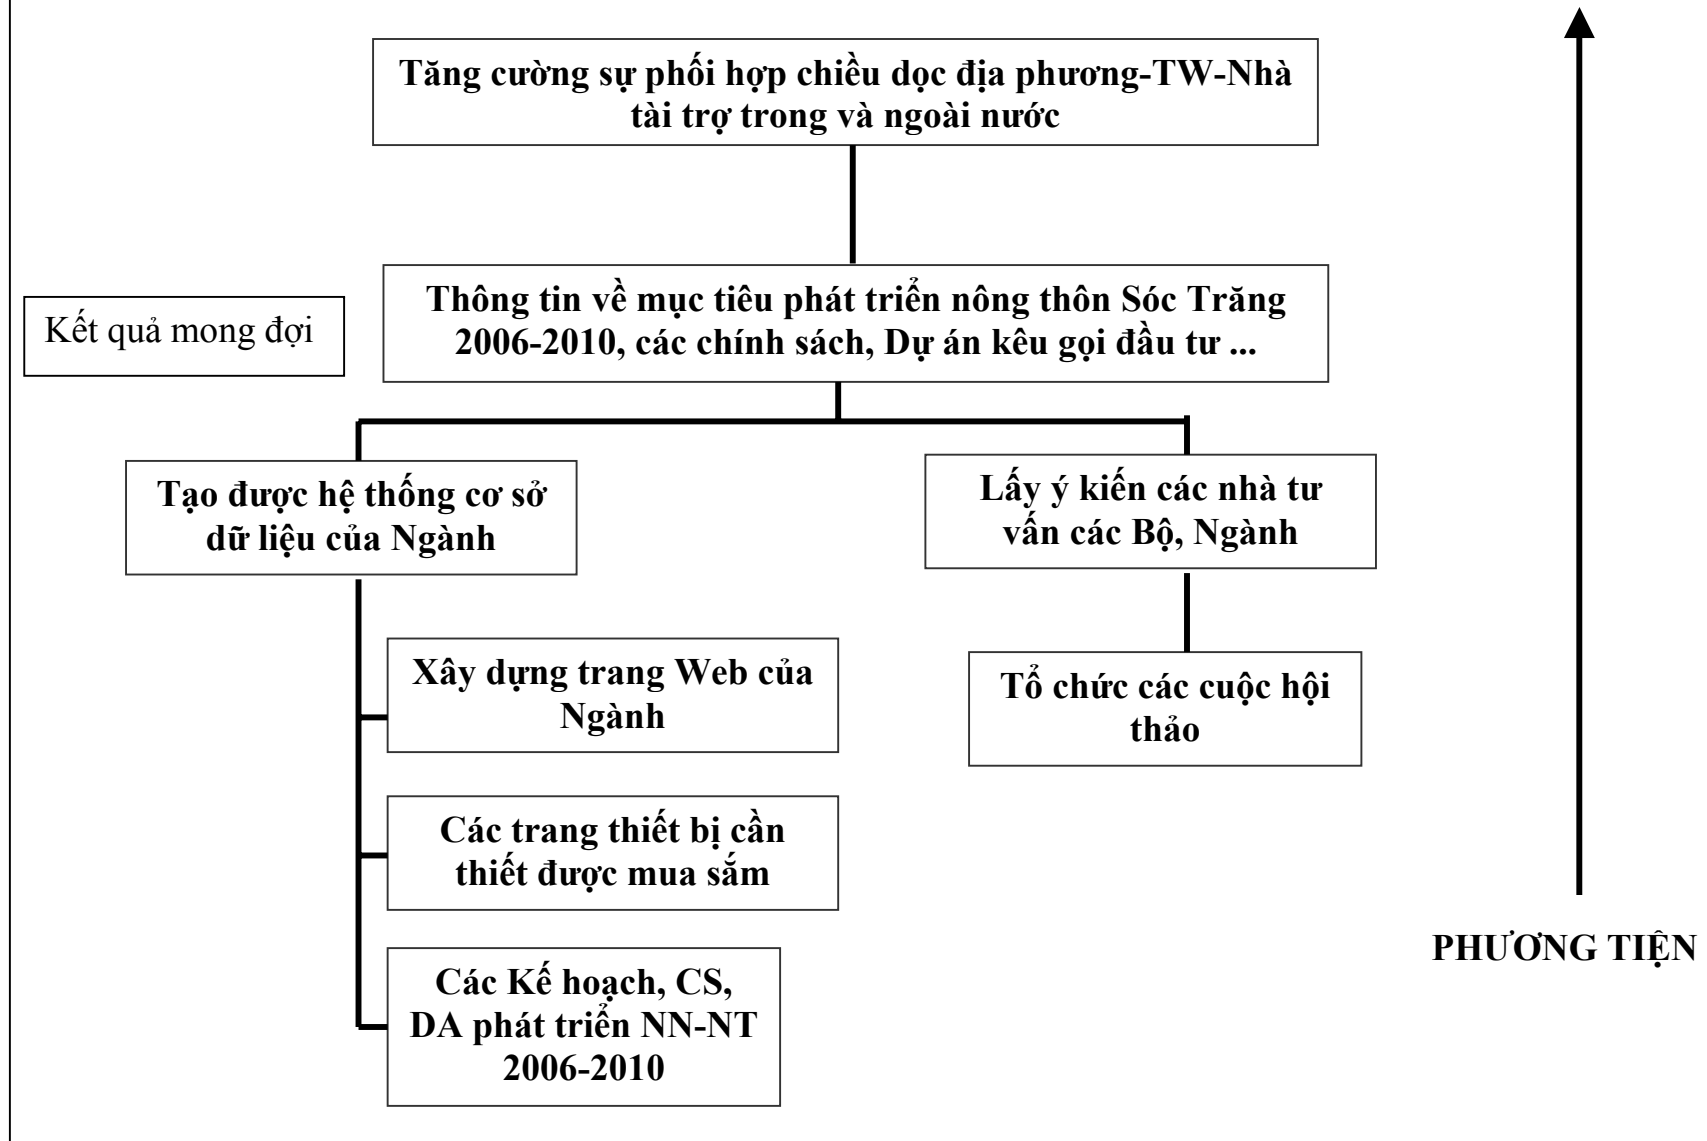 Tăng cường sự phối hợp chiều dọc địa phương-TW-Nhà
tài trợ trong và ngoài nước
Kết quả mong đợi
Thông tin về mục tiêu phát triển nông thôn Sóc Trăng
2006-2010, các chính sách, Dự án kêu gọi đầu tư ...
Tạo được hệ thống cơ sở
dữ liệu của Ngành
Lấy ý kiến các nhà tư
vấn các Bộ, Ngành
Xây dựng trang Web của
Ngành
Tổ chức các cuộc hội
thảo
Các trang thiết bị cần
thiết được mua sắm
PHƯƠNG TIỆN
Các Kế hoạch, CS,
DA phát triển NN-NT
2006-2010